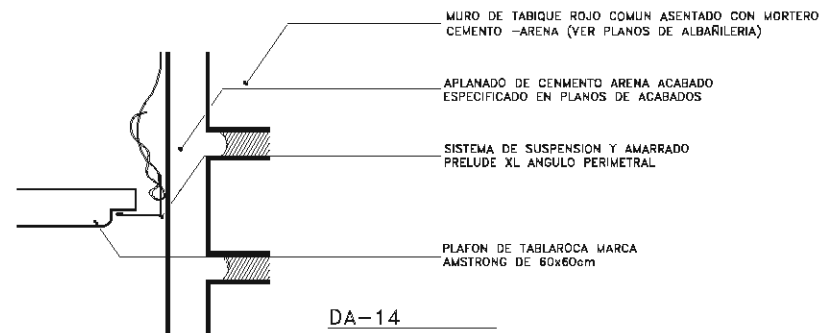 MURO DE TABIQUE ROJO COMUN ASENTADO CON MORTERO
CEMENTO -ARENA (VER PLANOS DE ALBAÑILERIA)
APLANADO DE CENMENTO ARENA ACABADO
ESPECIFICADO EN PLANOS DE ACABADOS
SISTEMA DE SUSPENSION Y AMARRADO
PRELUDE XL ANGULO PERIMETRAL
PLAFON DE TABLAROCA MARCA
AMSTRONG DE 60x60cm
DA-14